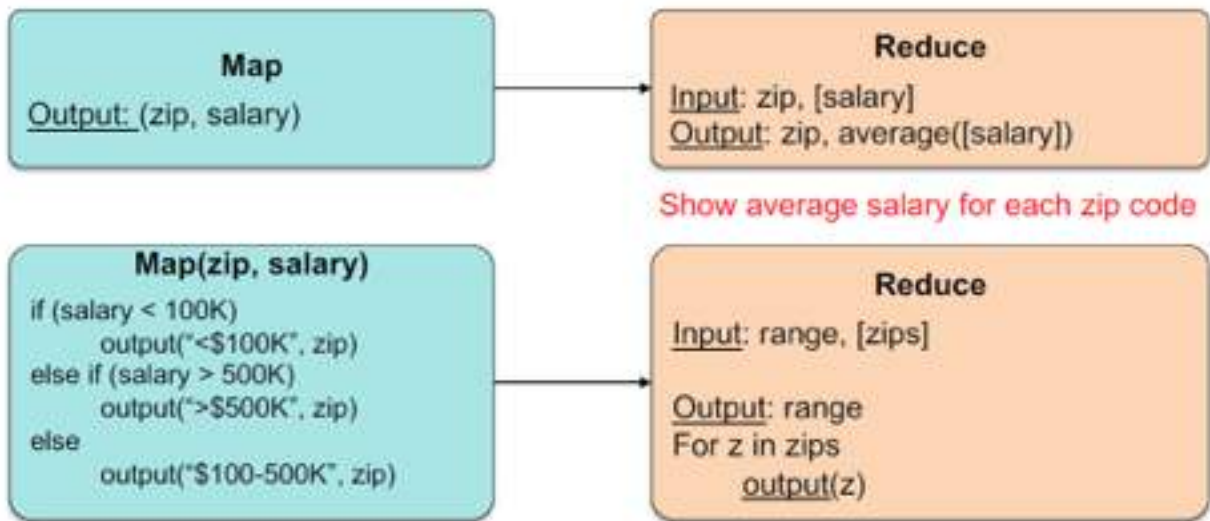 Map
Output: (zip, salary)
Reduce
Input: zip, [salary]
Output: zip, average([salary])
Show average salary for each zip code
Map(zip, salary)
if (salary < 100K)
output(“<$100K”, zip)
else if (salary > 500K)
output(“>$500K”, zip)
else
output(“$100-500K”, zip)
Reduce
Input: range, [zips]
Output: range
For z in zips
output(z)